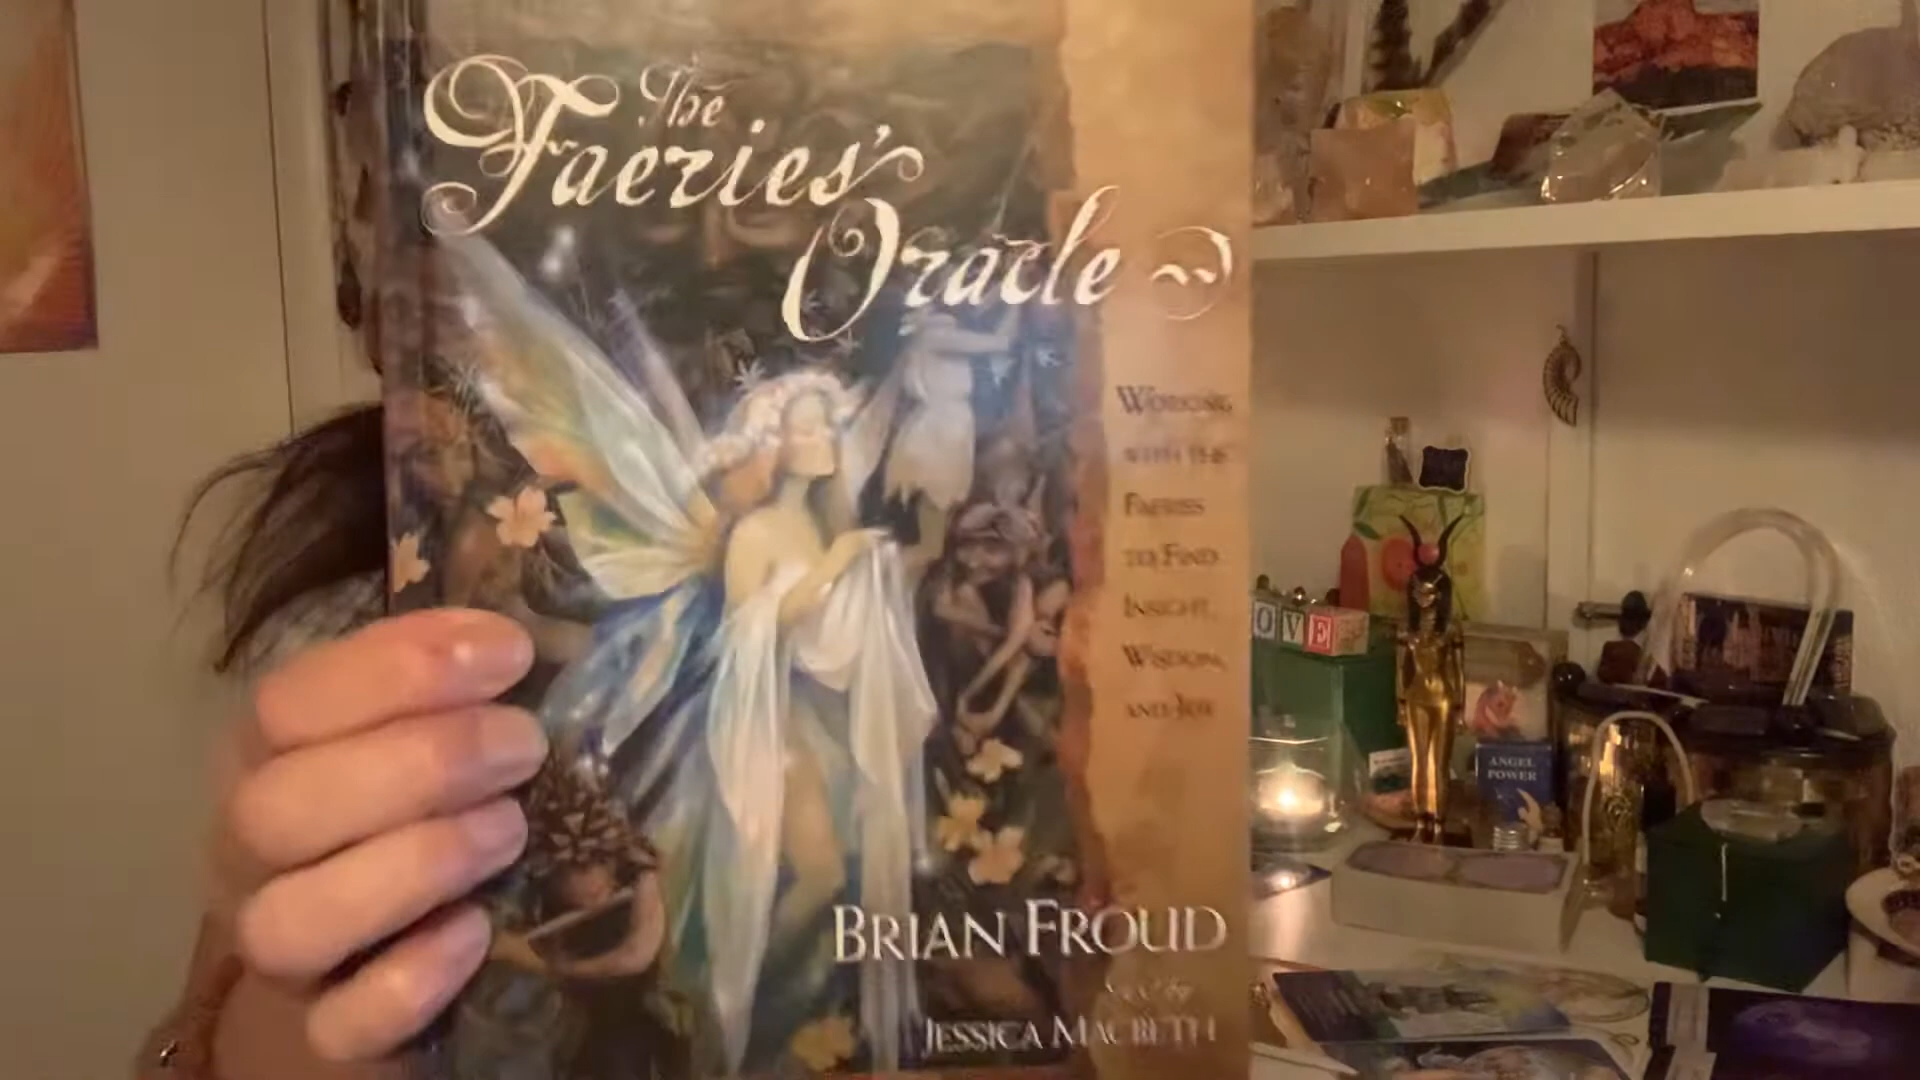 The
Faeries'
Oracle
WORKING
WITH THE
FAERIES
TO FIND
INSIGHT,
WISDOM,
AND JOY
BRIAN FROUD
JESSICA MACBETH
OVE
ANGEL
POWER